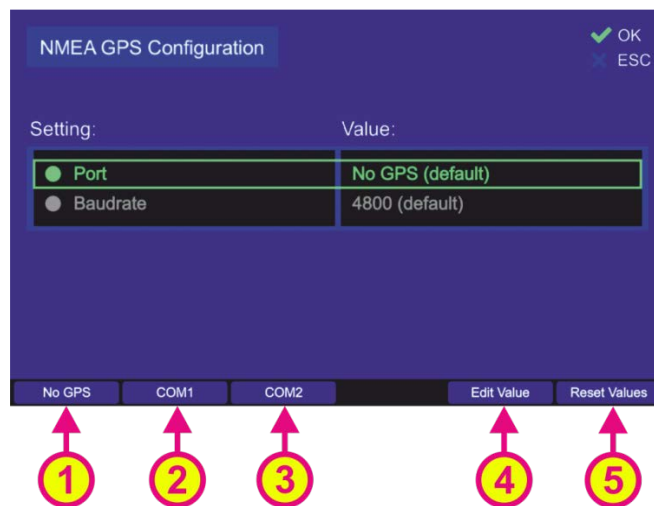 NMEA GPS Configuration
OK
ESC
Setting: Value:
Port No GPS (default)
Baudrate 4800 (default)
No GPS COM1 COM2 Edit Value Reset Values
1 2 3 4 5